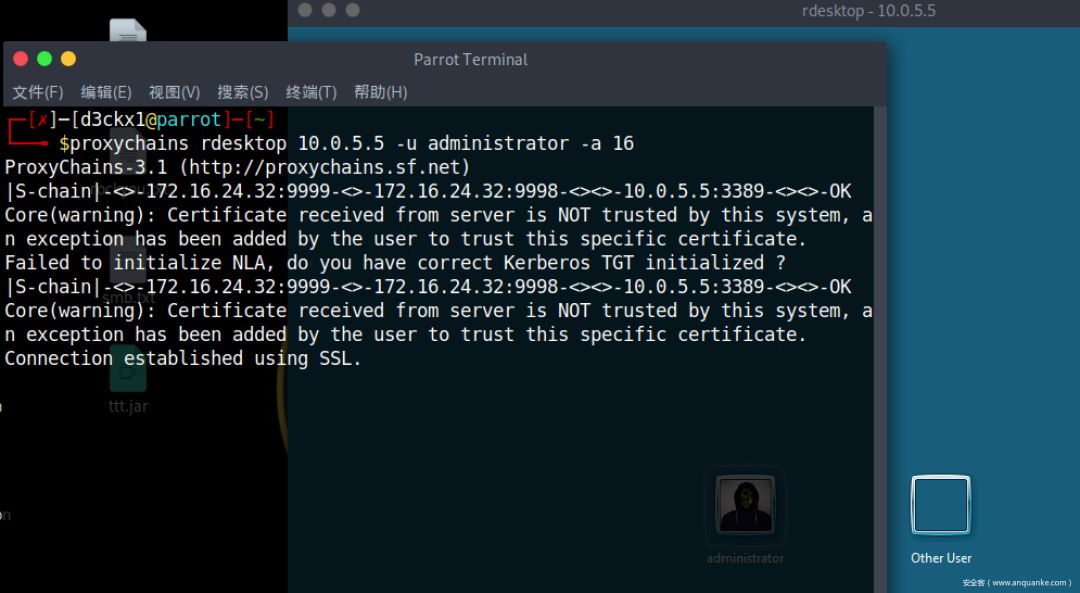 rdesktop - 10.0.5.5
Parrot Terminal
文件(F) 编辑(E) 视图(V) 搜索(S) 终端(T) 帮助(H)
[✗]─[d3ckx1@parrot]─[~]
$proxychains rdesktop 10.0.5.5 -u administrator -a 16
ProxyChains-3.1 (http://proxychains.sf.net)
|S-chain|-<>-172.16.24.32:9999-<>-172.16.24.32:9998-<><>-10.0.5.5:3389-<><>-OK
Core(warning): Certificate received from server is NOT trusted by this system, a
n exception has been added by the user to trust this specific certificate.
Failed to initialize NLA, do you have correct Kerberos TGT initialized ?
|S-chain|-<>-172.16.24.32:9999-<>-172.16.24.32:9998-<><>-10.0.5.5:3389-<><>-OK
smb.txt
Core(warning): Certificate received from server is NOT trusted by this system, a
n exception has been added by the user to trust this specific certificate.
Connection established using SSL.
ttt.jar
administrator
Other User
安全客（www.anquanke.com）